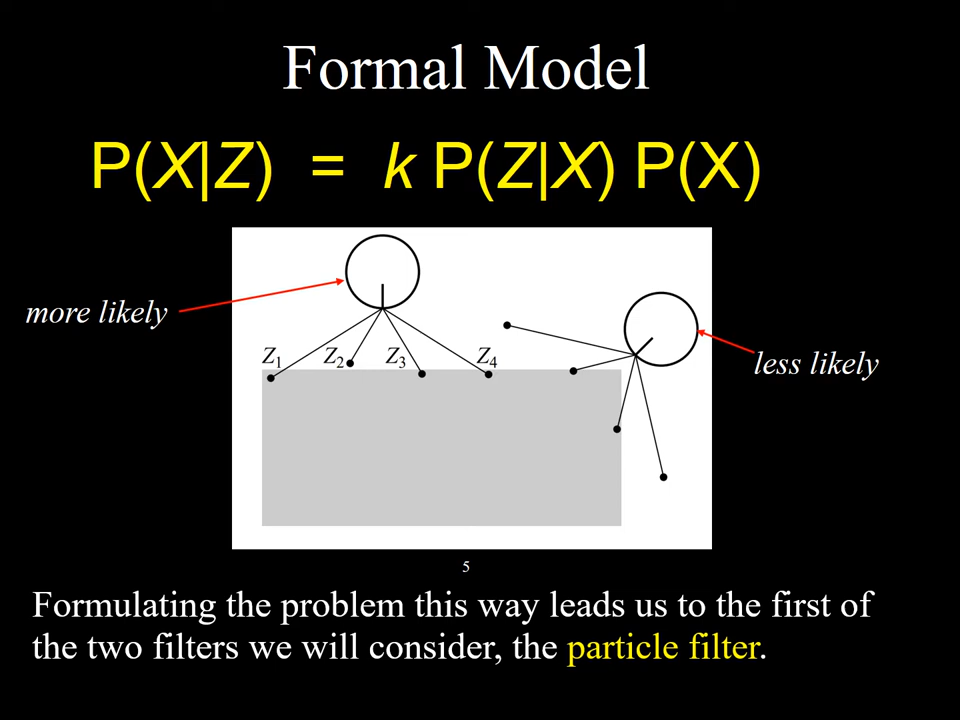 Formal Model
P(X|Z) = k P(Z|X) P(X)
more likely
Z1 Z2 Z3 Z4
less likely
5
Formulating the problem this way leads us to the first of
the two filters we will consider, the particle filter.